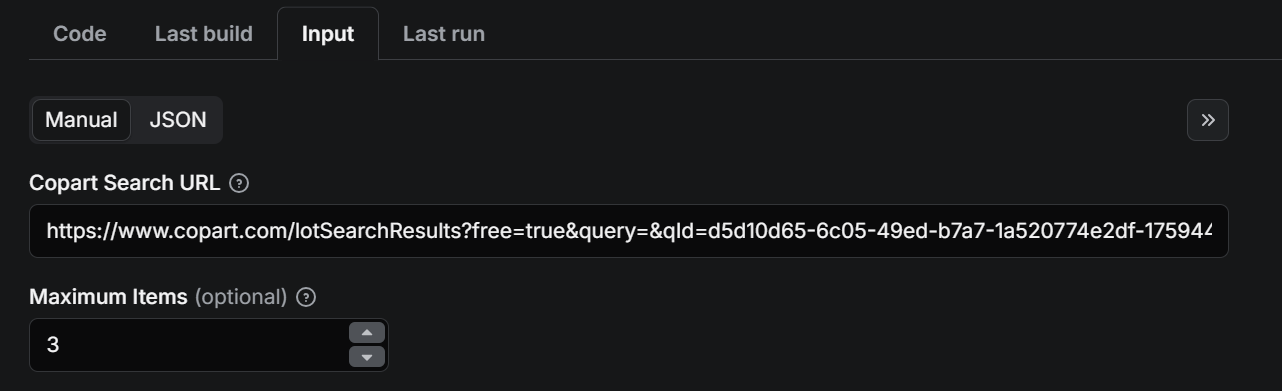 Code Last build Input Last run
Manual JSON
Copart Search URL
https://www.copart.com/lotSearchResults?free=true&query=&qId=d5d10d65-6c05-49ed-b7a7-1a520774e2df-175944
Maximum Items (optional)
3